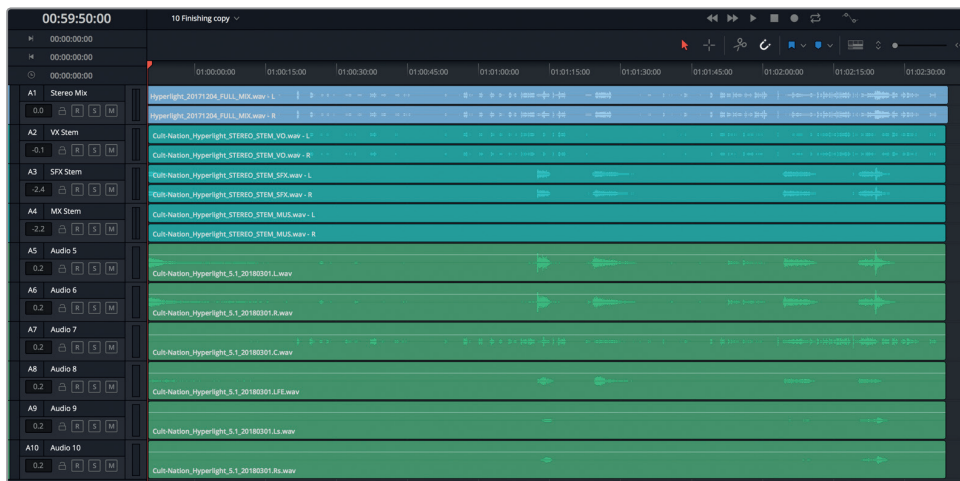 00:59:50:00
10 Finishing copy
00:00:00:00
00:00:00:00
00:00:00:00
01:00:00:00 01:00:15:00 01:00:30:00 01:00:45:00 01:01:00:00 01:01:15:00 01:01:30:00 01:01:45:00 01:02:00:00 01:02:15:00 01:02:30:00
A1 Stereo Mix
Hyperlight_20171204_FULL_MIX.wav - L
0.0 R S M
Hyperlight_20171204_FULL_MIX.wav - R
A2 VX Stem
Cult-Nation_Hyperlight_STEREO_STEM_VO.wav - L
-0.1 R S M
Cult-Nation_Hyperlight_STEREO_STEM_VO.wav - R
A3 SFX Stem
Cult-Nation_Hyperlight_STEREO_STEM_SFX.wav - L
-2.4 R S M
Cult-Nation_Hyperlight_STEREO_STEM_SFX.wav - R
A4 MX Stem
Cult-Nation_Hyperlight_STEREO_STEM_MUS.wav - L
-2.2 R S M
Cult-Nation_Hyperlight_STEREO_STEM_MUS.wav - R
A5 Audio 5
0.2 R S M
Cult-Nation_Hyperlight_5.1_20180301.L.wav
A6 Audio 6
0.2 R S M
Cult-Nation_Hyperlight_5.1_20180301.R.wav
A7 Audio 7
0.2 R S M
Cult-Nation_Hyperlight_5.1_20180301.C.wav
A8 Audio 8
0.2 R S M
Cult-Nation_Hyperlight_5.1_20180301.LFE.wav
A9 Audio 9
0.2 R S M
Cult-Nation_Hyperlight_5.1_20180301.Ls.wav
A10 Audio 10
0.2 R S M
Cult-Nation_Hyperlight_5.1_20180301.Rs.wav